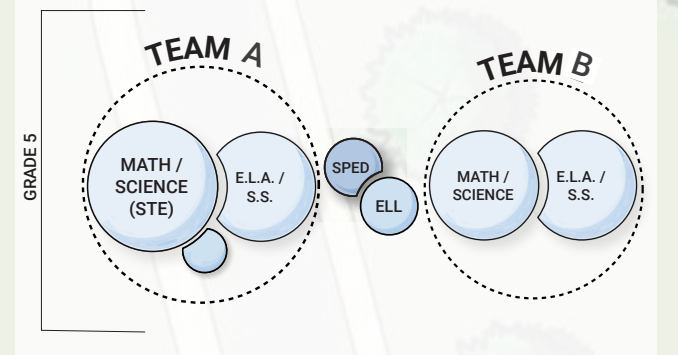 GRADE 5
TEAM A
MATH /
SCIENCE
(STE)
E.L.A. /
S.S.
SPED
ELL
TEAM B
MATH /
SCIENCE
E.L.A. /
S.S.